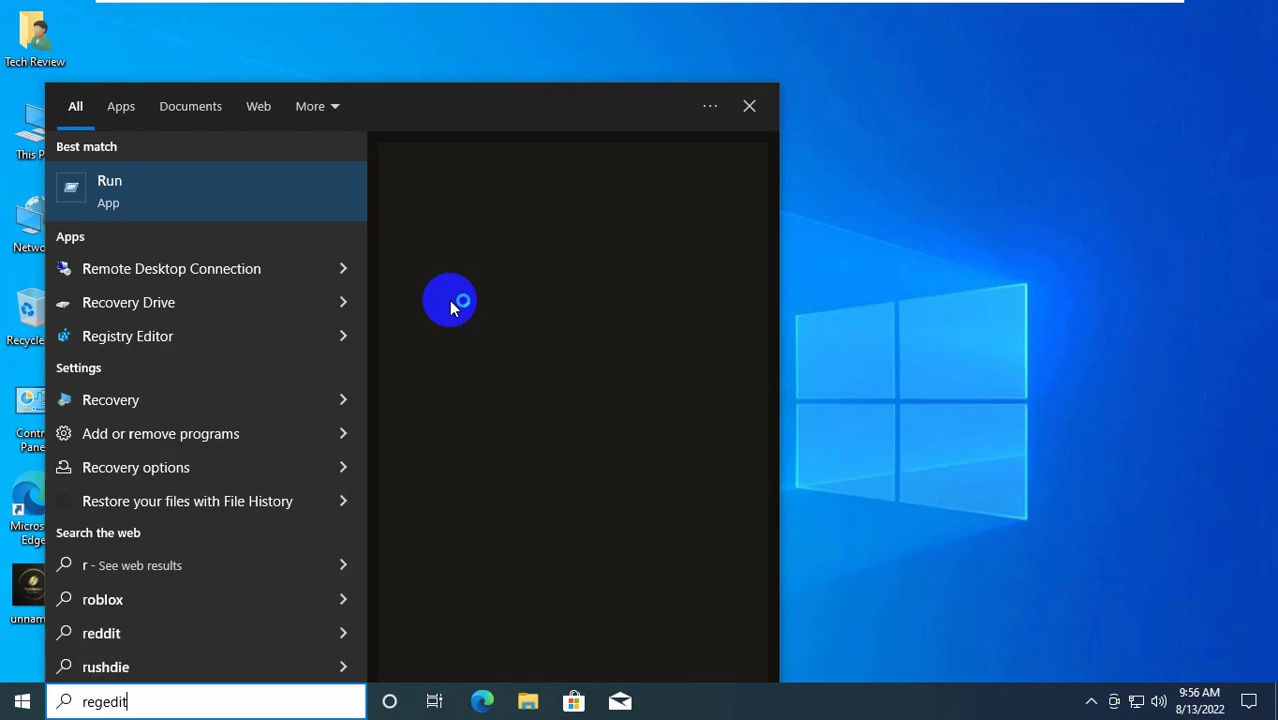 Tech Review
This P
Netwo
Recycle
Contr
Pane
Micros
Edge
unnam
All Apps Documents Web More
Best match
Run
App
Apps
Remote Desktop Connection
Recovery Drive
Registry Editor
Settings
Recovery
Add or remove programs
Recovery options
Restore your files with File History
Search the web
r - See web results
roblox
reddit
rushdie
regedit
9:56 AM
8/13/2022